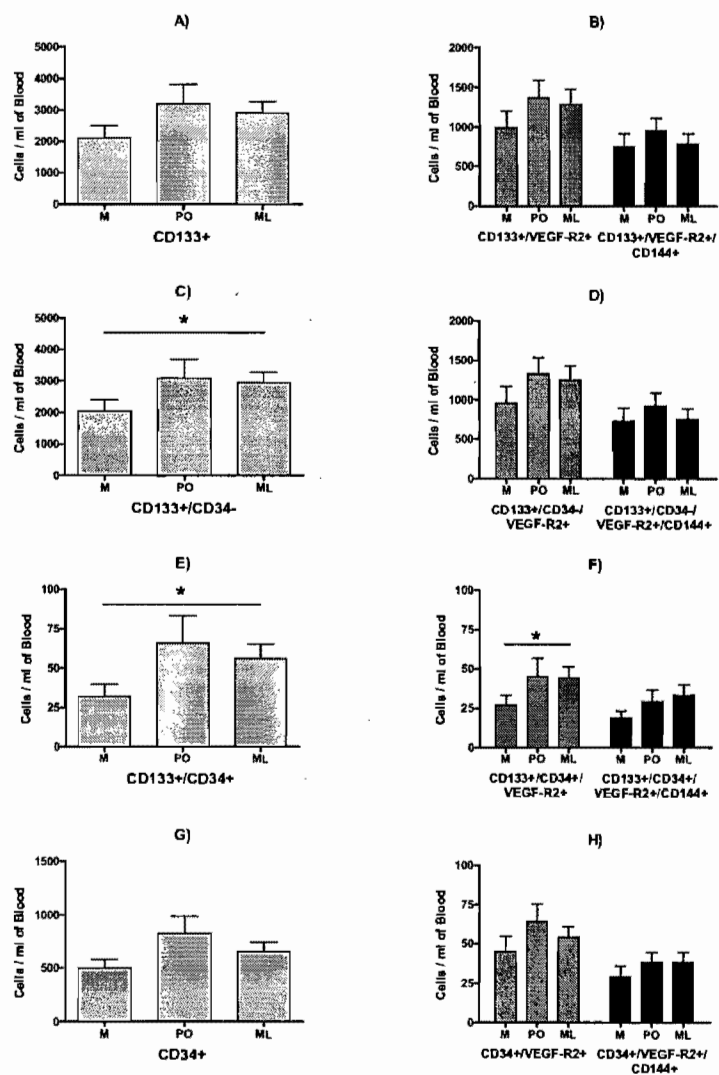 A)
Cells / ml of Blood
5000
4000
3000
2000
1000
0
M PO ML
CD133+
B)
Cells / ml of Blood
2000
1500
1000
500
0
M PO ML M PO ML
CD133+/VEGF-R2+ CD133+/VEGF-R2+/
CD144+
C)
Cells / ml of Blood
5000
4000
3000
2000
1000
0
*
M PO ML
CD133+/CD34-
D)
Cells / ml of Blood
2000
1500
1000
500
0
M PO ML M PO ML
CD133+/CD34-/ CD133+/CD34-/
VEGF-R2+ VEGF-R2+/CD144+
E)
Cells / ml of Blood
100
75
50
25
0
*
M PO ML
CD133+/CD34+
F)
Cells / ml of Blood
100
75
50
25
0
*
M PO ML M PO ML
CD133+/CD34+/ CD133+/CD34+/
VEGF-R2+ VEGF-R2+/CD144+
G)
Cells / ml of Blood
1500
1000
500
0
M PO ML
CD34+
H)
Cells / ml of Blood
100
75
50
25
0
M PO ML M PO ML
CD34+/VEGF-R2+ CD34+/VEGF-R2+/
CD144+